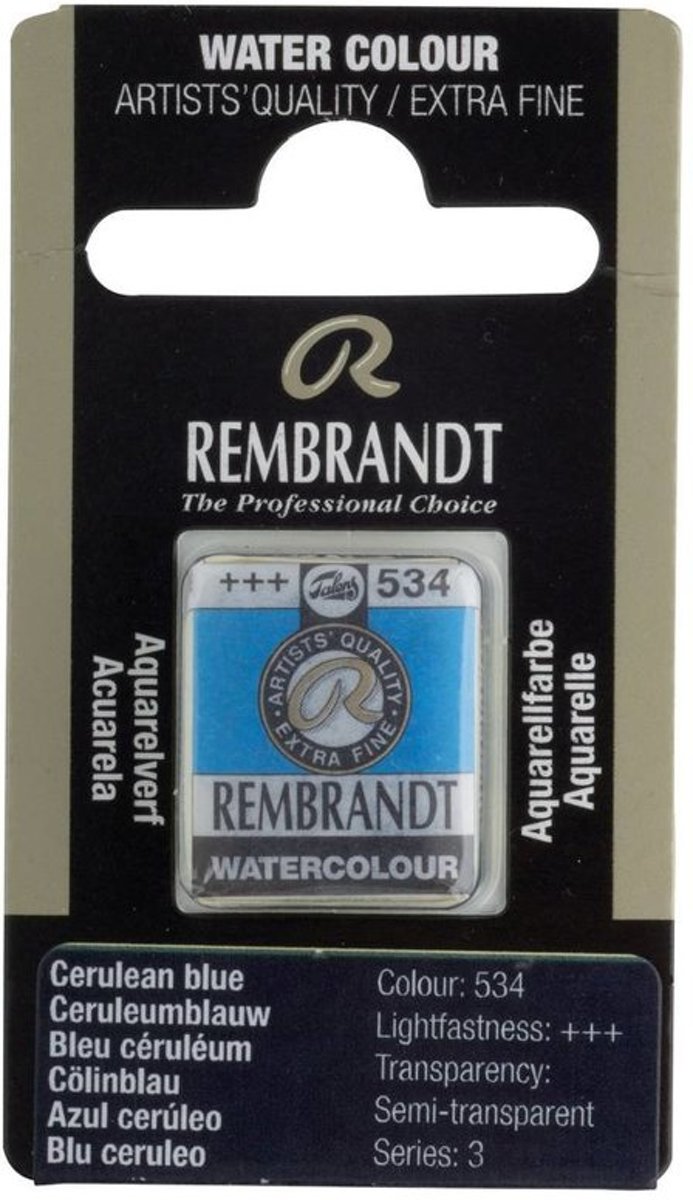 WATER COLOUR
ARTISTS' QUALITY / EXTRA FINE
R
REMBRANDT
The Professional Choice
+++ Talens 534
ARTISTS' QUALITY
R
EXTRA FINE
REMBRANDT
WATERCOLOUR
Aquarelverf
Acuarela
Aquarellfarbe
Aquarelle
Cerulean blue
Ceruleumblauw
Bleu céruléum
Cölinblau
Azul cerúleo
Blu ceruleo
Colour: 534
Lightfastness: +++
Transparency:
Semi-transparent
Series: 3